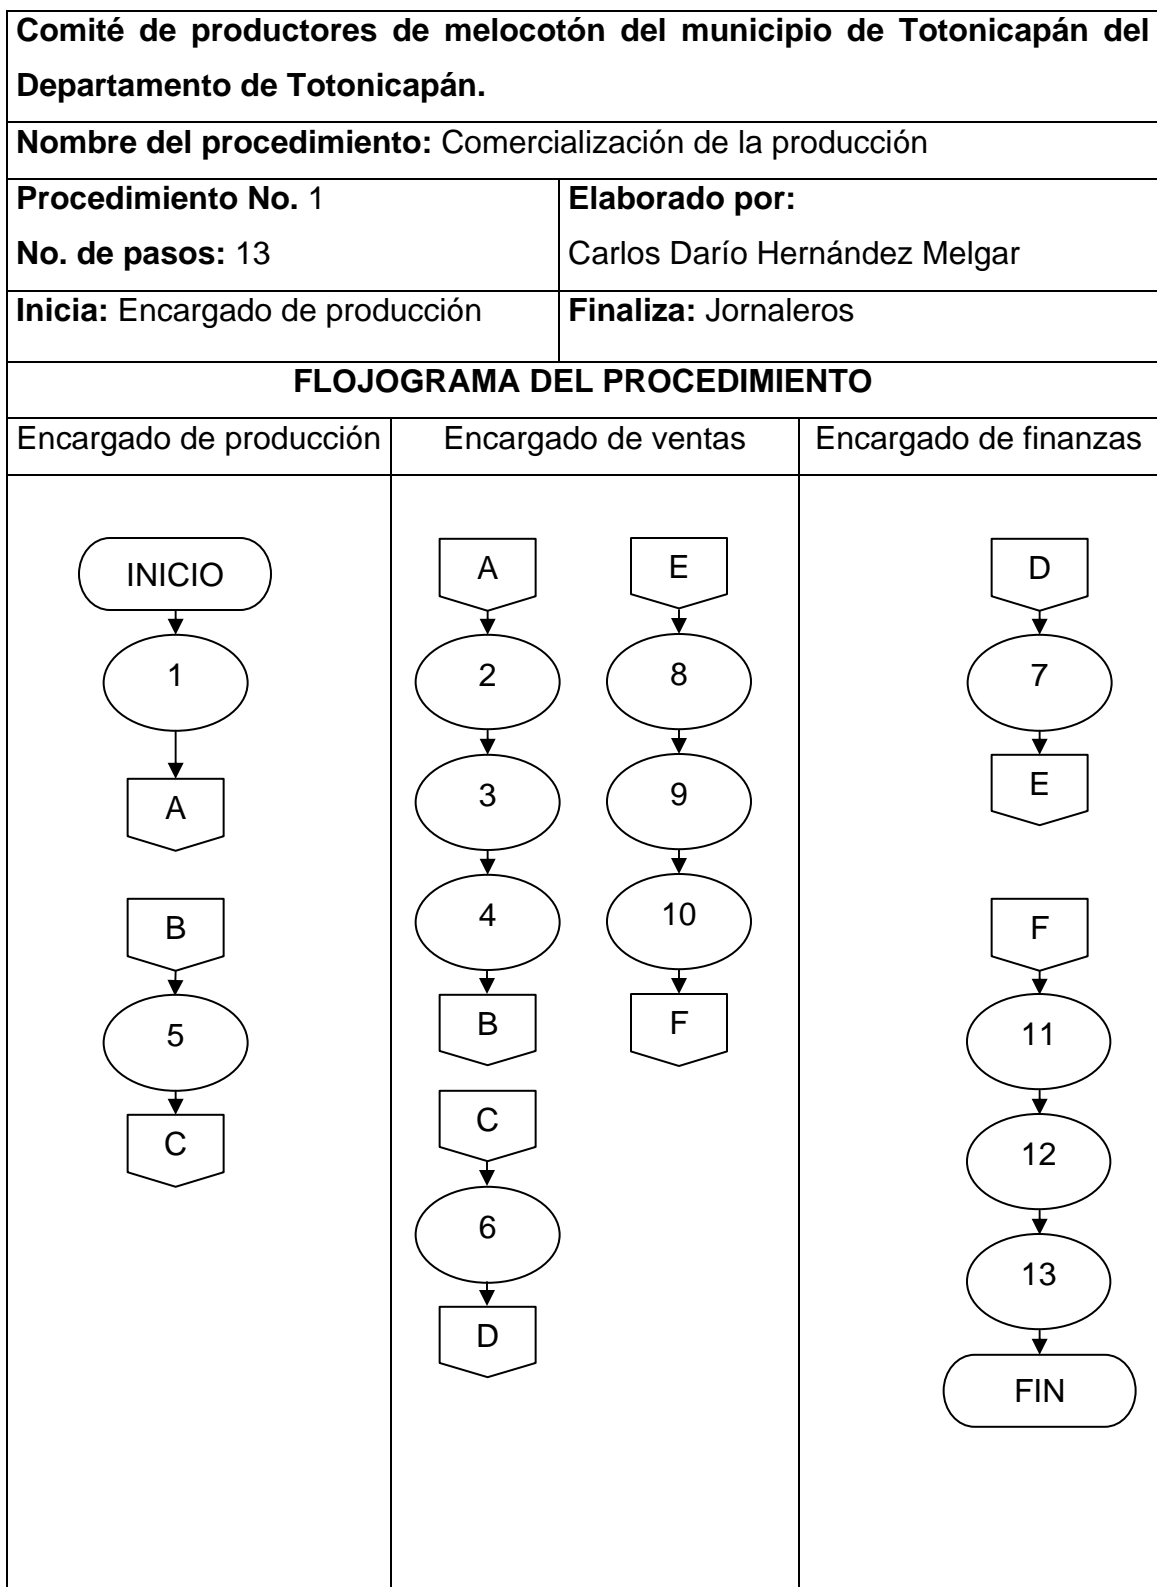 Comité de productores de melocotón del municipio de Totonicapán del
Departamento de Totonicapán.
Nombre del procedimiento: Comercialización de la producción
Procedimiento No. 1
No. de pasos: 13
Elaborado por:
Carlos Darío Hernández Melgar
Inicia: Encargado de producción
Finaliza: Jornaleros
FLOJOGRAMA DEL PROCEDIMIENTO
Encargado de producción
Encargado de ventas
Encargado de finanzas
INICIO
1
A
B
5
C
A
2
3
4
B
C
6
D
E
8
9
10
F
D
7
E
F
11
12
13
FIN